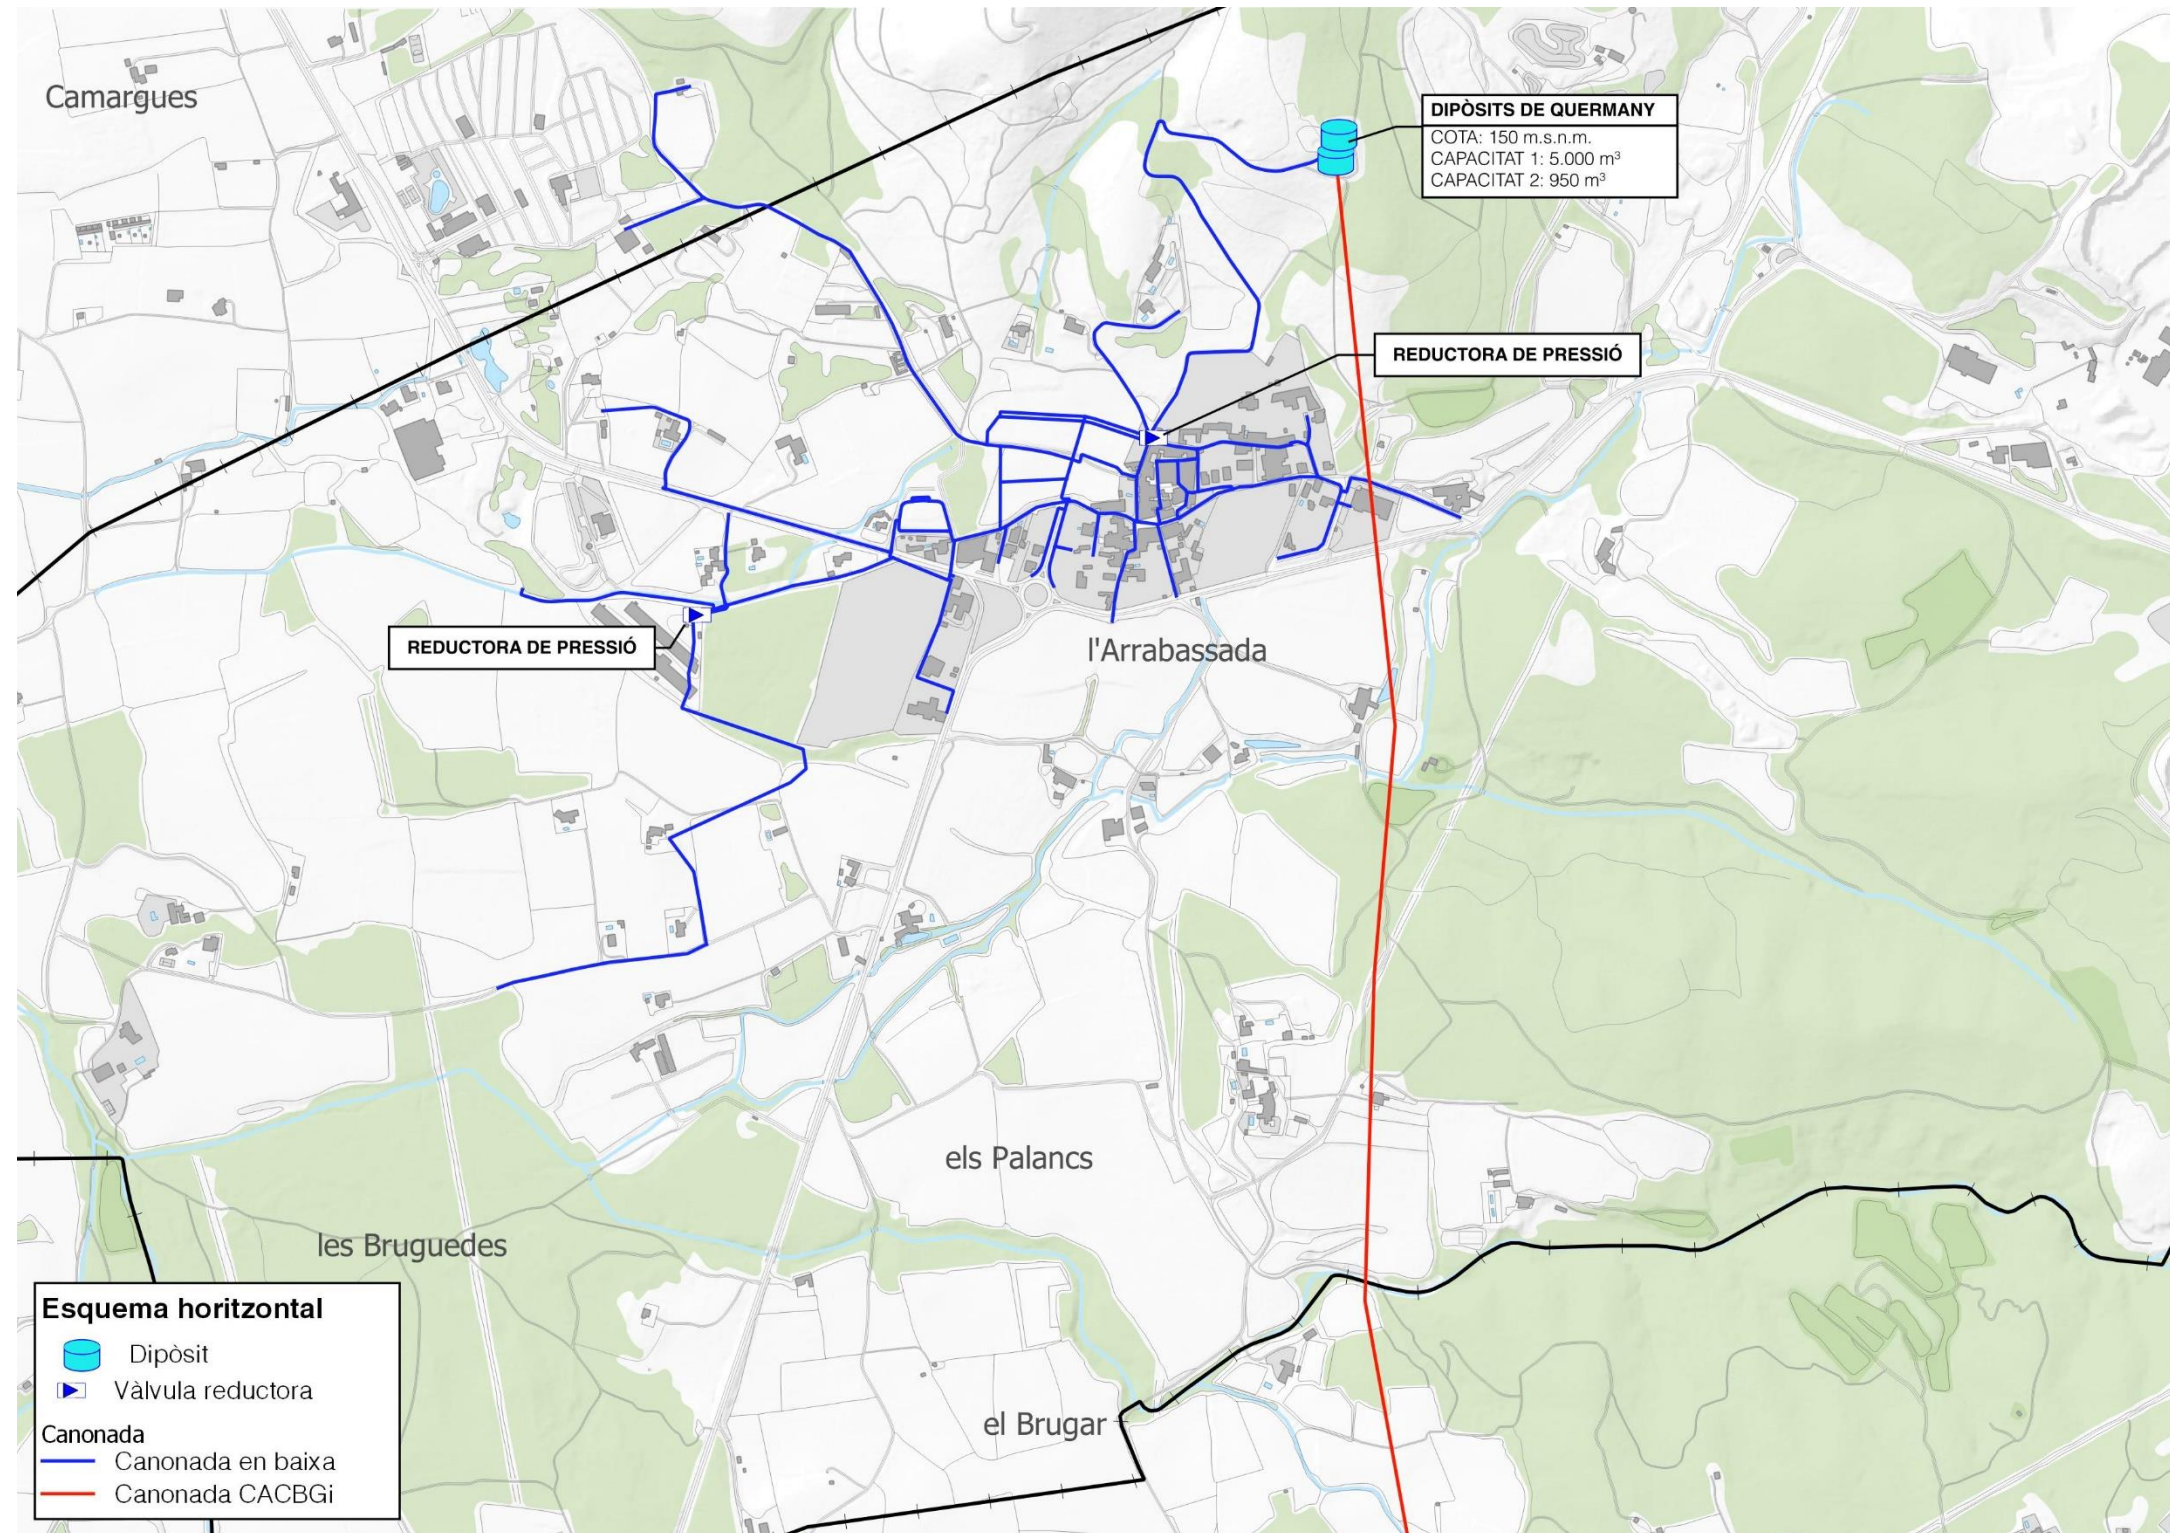 Camargues
DIPÒSITS DE QUERMANY
COTA: 150 m.s.n.m.
CAPACITAT 1: 5.000 m³
CAPACITAT 2: 950 m³
REDUCTORA DE PRESSIÓ
REDUCTORA DE PRESSIÓ
l'Arrabassada
els Palancs
les Bruguedes
el Brugar
Esquema horitzontal
Dipòsit
Vàlvula reductora
Canonada
Canonada en baixa
Canonada CACBGi